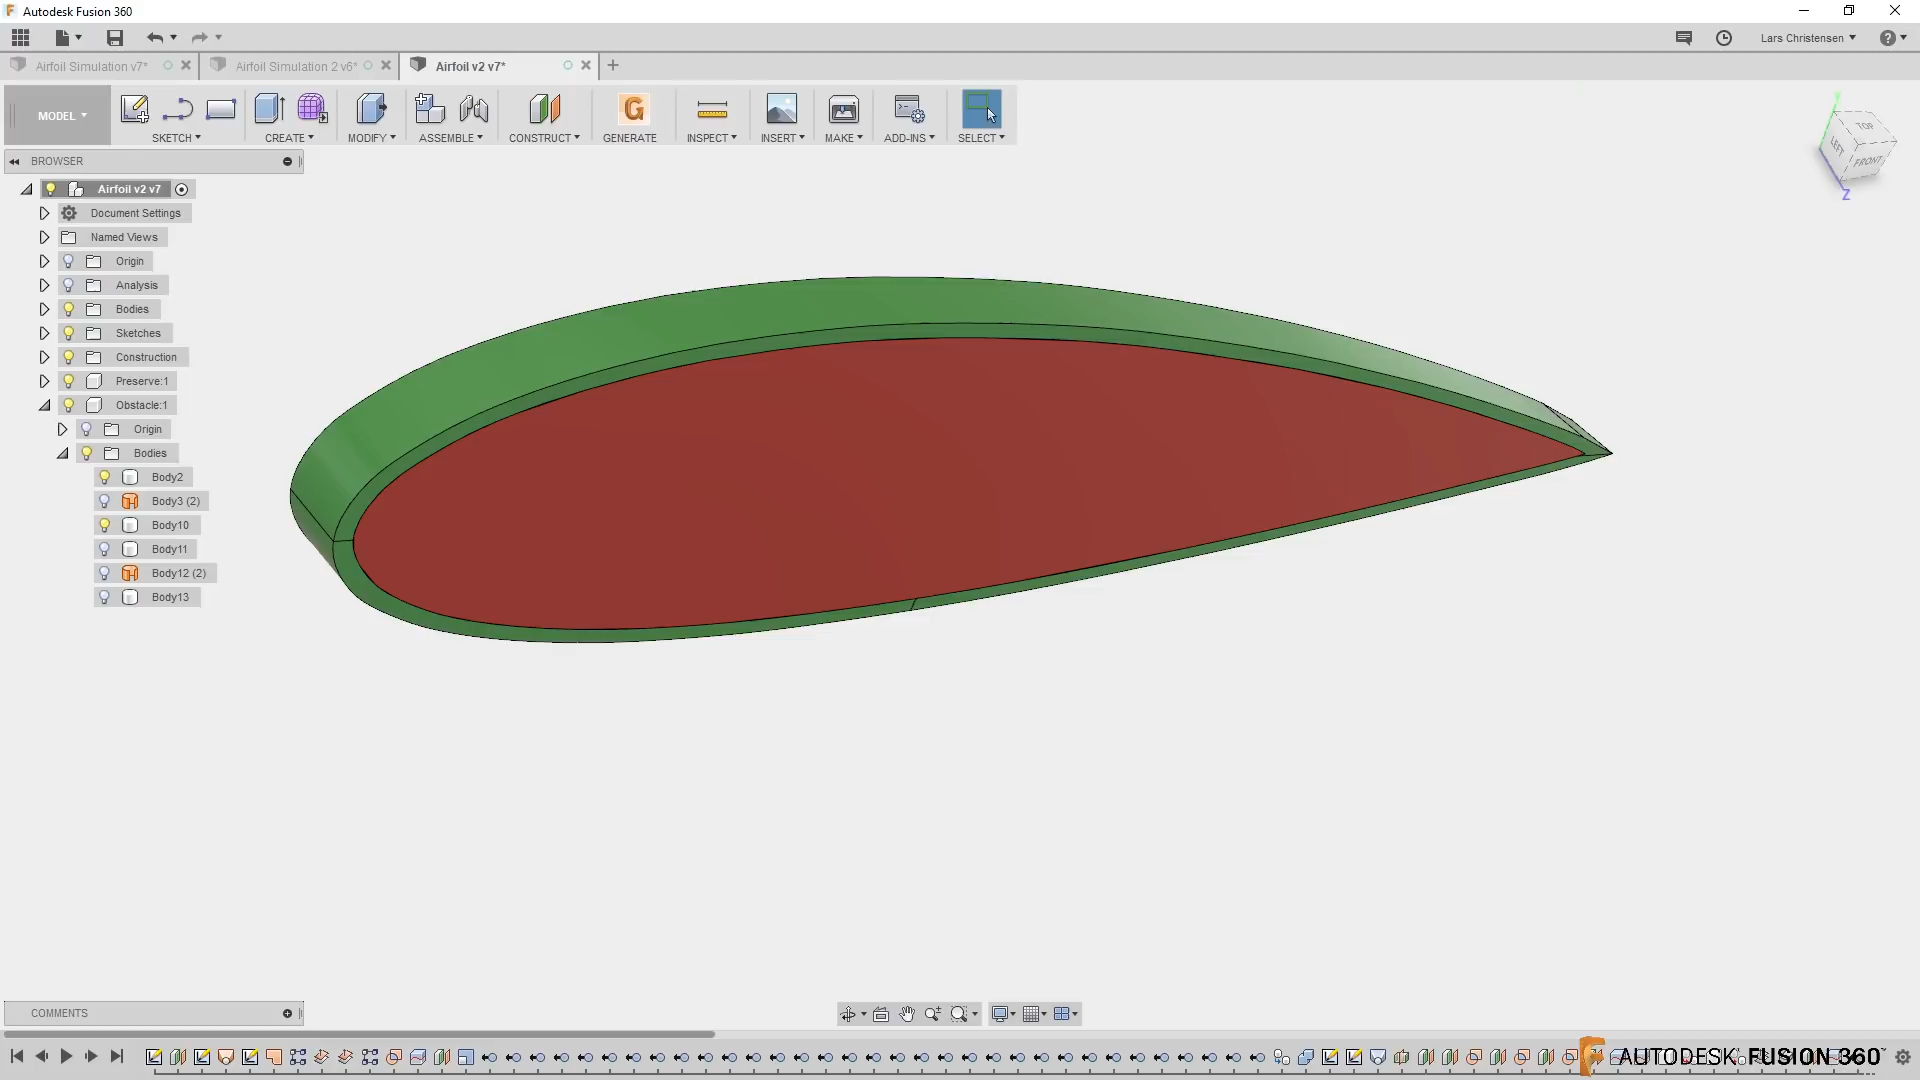 Autodesk Fusion 360
Lars Christensen
Airfoil Simulation v7*
Airfoil Simulation 2 v6*
Airfoil v2 v7*
MODEL
SKETCH
CREATE
MODIFY
ASSEMBLE
CONSTRUCT
GENERATE
INSPECT
INSERT
MAKE
ADD-INS
SELECT
G
Y
TOP
LEFT
FRONT
Z
BROWSER
Airfoil v2 v7
Document Settings
Named Views
Origin
Analysis
Bodies
Sketches
Construction
Preserve:1
Obstacle:1
Origin
Bodies
Body2
Body3 (2)
Body10
Body11
Body12 (2)
Body13
COMMENTS
AUTODESK FUSION 360